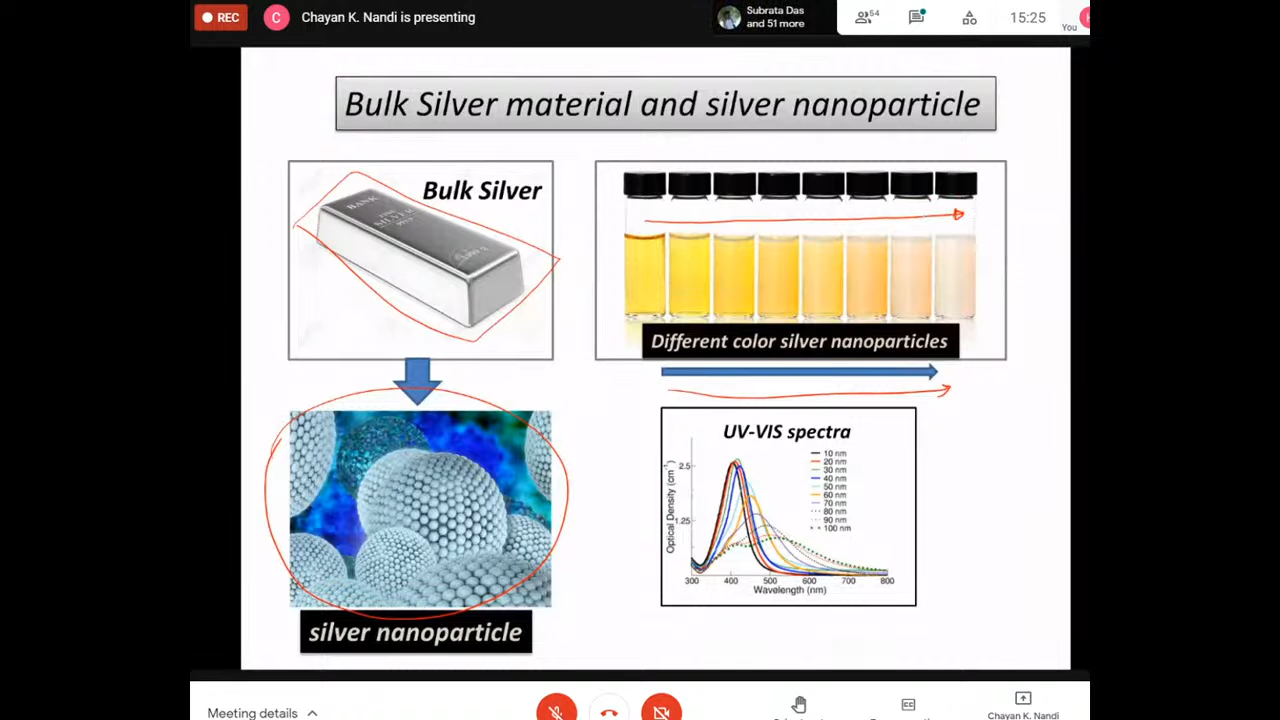 REC
C
Chayan K. Nandi is presenting
Subrata Das
and 51 more
54
15:25
You
Bulk Silver material and silver nanoparticle
Bulk Silver
BANK
SILVER
Different color silver nanoparticles
silver nanoparticle
UV-VIS spectra
Optical Density (cm⁻¹)
2.5
1.25
10 nm
20 nm
30 nm
40 nm
50 nm
60 nm
70 nm
80 nm
90 nm
100 nm
300 400 500 600 700 800
Wavelength (nm)
Meeting details
Chayan K. Nandi